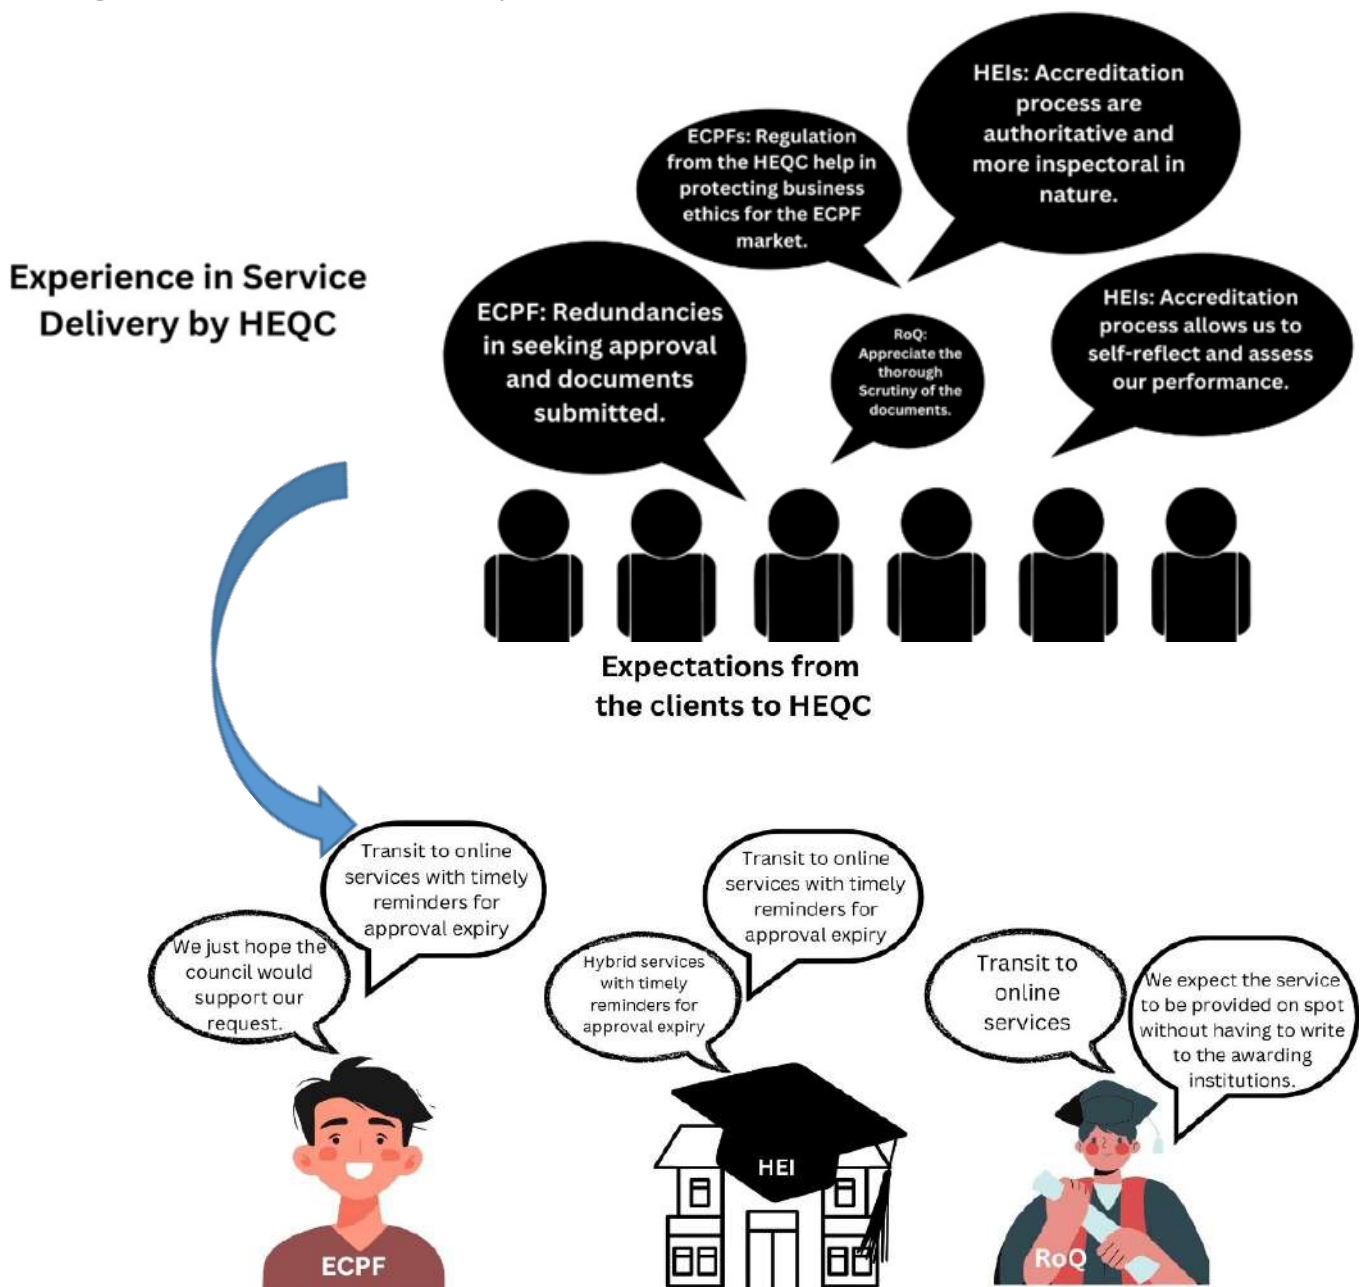 Experience in Service
Delivery by HEQC
HEIs: Accreditation
process are
authoritative and
more inspectoral in
nature.
ECPFs: Regulation
from the HEQC help in
protecting business
ethics for the ECPF
market.
ECPF: Redundancies
in seeking approval
and documents
submitted.
RoQ:
Appreciate the
thorough
Scrutiny of the
documents.
HEIs: Accreditation
process allows us to
self-reflect and assess
our performance.
Expectations from
the clients to HEQC
We just hope the
council would
support our
request.
Transit to online
services with timely
reminders for
approval expiry
ECPF
Hybrid services
with timely
reminders for
approval expiry
Transit to online
services with timely
reminders for
approval expiry
HEI
Transit to
online
services
We expect the service
to be provided on spot
without having to write
to the awarding
institutions.
RoQ